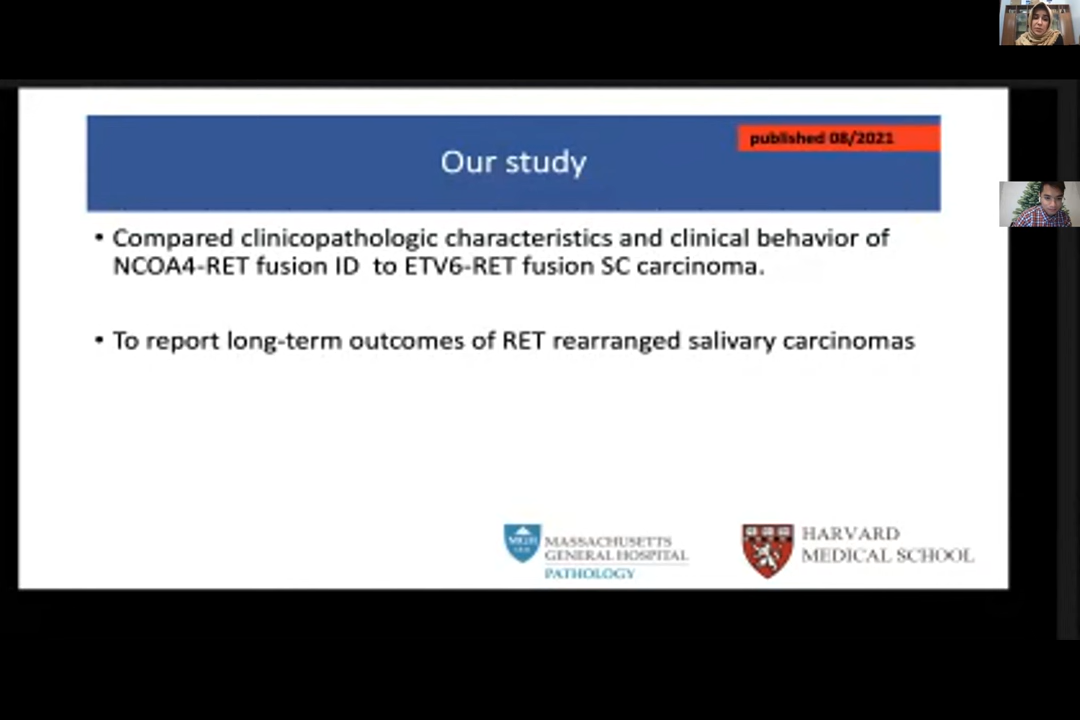 published 08/2021
Our study
• Compared clinicopathologic characteristics and clinical behavior of
NCOA4-RET fusion ID to ETV6-RET fusion SC carcinoma.
• To report long-term outcomes of RET rearranged salivary carcinomas
MGH
MASSACHUSETTS
GENERAL HOSPITAL
PATHOLOGY
HARVARD
MEDICAL SCHOOL